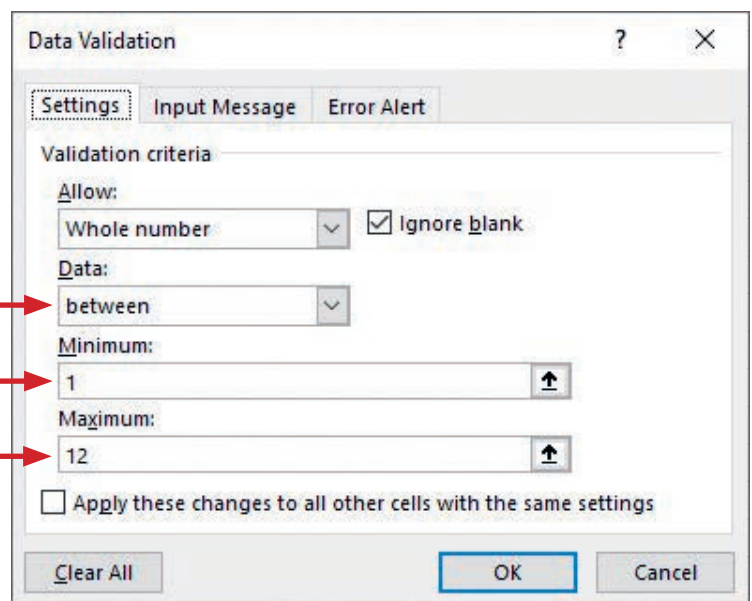 Data Validation ?
Settings Input Message Error Alert
Validation criteria
Allow:
Whole number Ignore blank
Data:
between
Minimum:
1
Maximum:
12
Apply these changes to all other cells with the same settings
Clear All OK Cancel